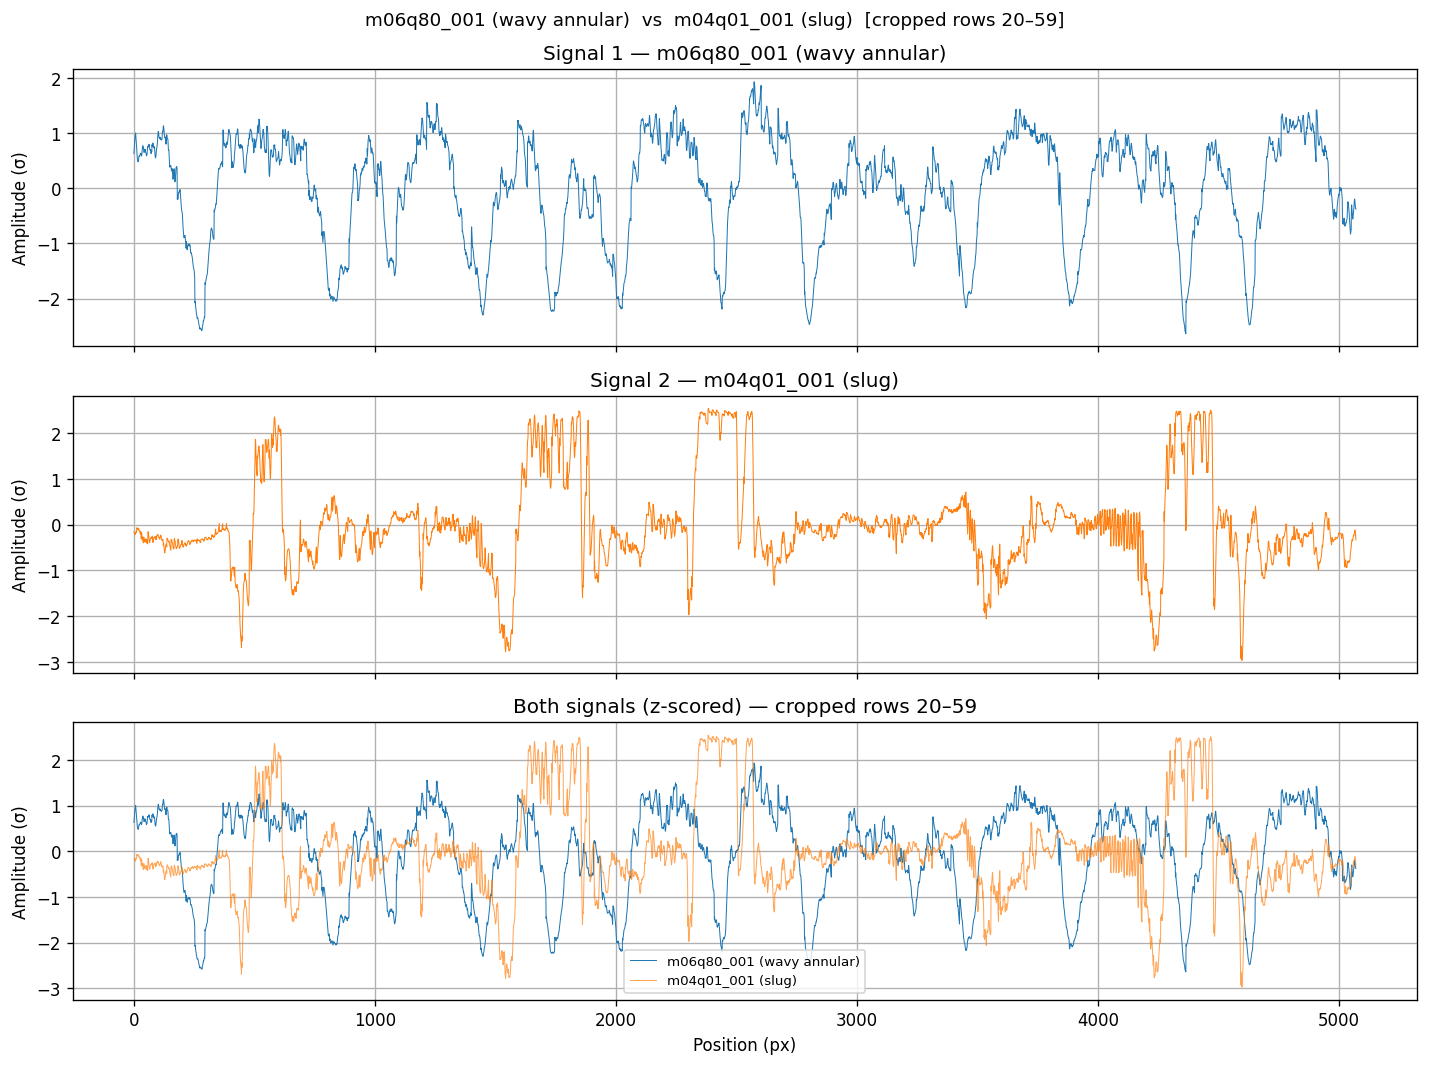 m06q80_001 (wavy annular)  vs  m04q01_001 (slug)  [cropped rows 20–59]
Signal 1 — m06q80_001 (wavy annular)
2
1
0
−1
−2
Amplitude (σ)
Signal 2 — m04q01_001 (slug)
2
1
0
−1
−2
−3
Amplitude (σ)
Both signals (z-scored) — cropped rows 20–59
2
1
0
−1
−2
−3
Amplitude (σ)
m06q80_001 (wavy annular)
m04q01_001 (slug)
0 1000 2000 3000 4000 5000
Position (px)